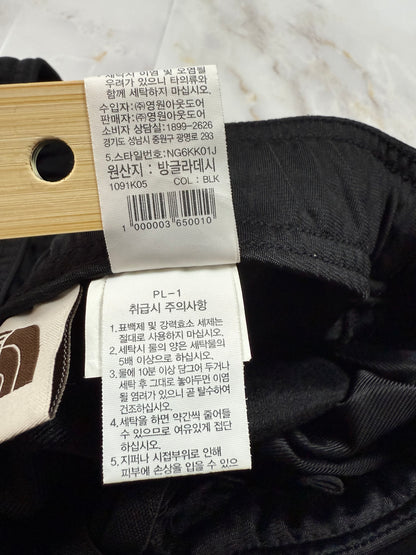 우려가 있으니 타의류와
함께 세탁하지 마십시오.
수입자: ㈜영원아웃도어
판매자: ㈜영원아웃도어
소비자 상담실: 1899-2626
경기도 성남시 중원구 광명로 293
5.스타일번호: NG6KK01J
원산지: 방글라데시
1091K05 COL: BLK
1 000003 650010
PL-1
취급시 주의사항
1. 표백제 및 강력효소 세제는
절대로 사용하지 마십시오.
2. 세탁시 물의 양은 세탁물의
5배 이상으로 하십시오.
3. 물에 10분 이상 담그어 두거나
세탁 후 그대로 놓아두면 이염
될 염려가 있으니 곧 탈수하여
건조하십시오.
4. 세탁을 하면 약간씩 줄어들
수 있으므로 여유있게 접단
하십시오.
5. 지퍼나 시접부위로 인해
피부에 손상을 입을 수 있으